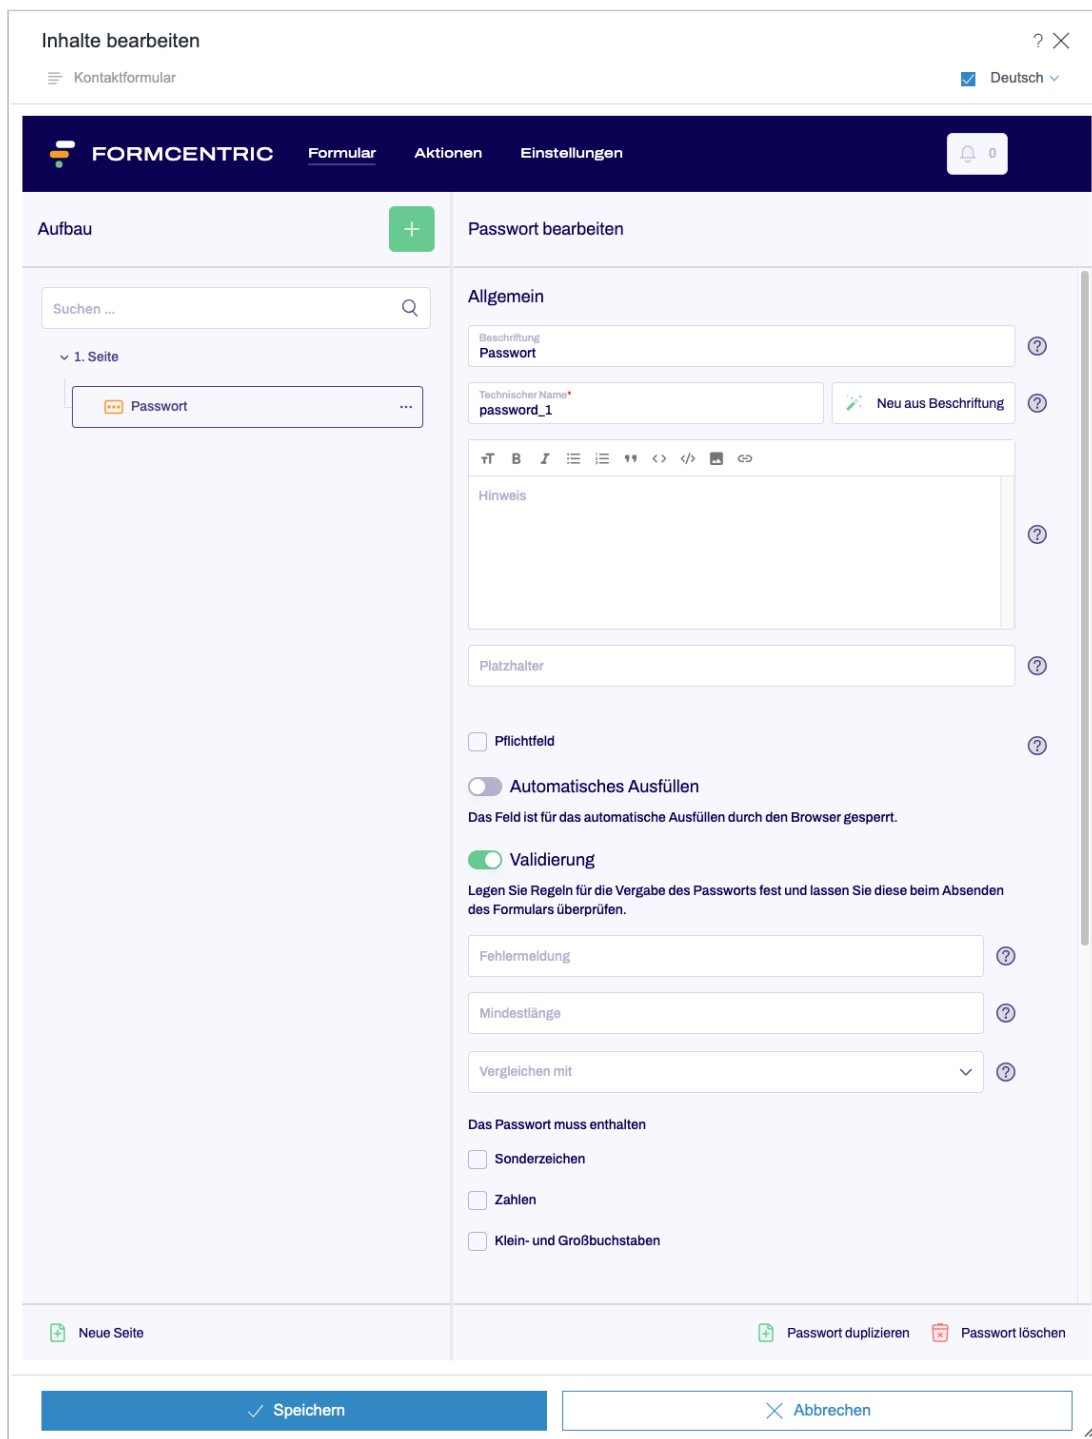 Inhalte bearbeiten
?
Kontaktformular
Deutsch
FORMCENTRIC
Formular
Aktionen
Einstellungen
0
Aufbau
Passwort bearbeiten
Suchen ...
1. Seite
Passwort
...
Allgemein
Beschriftung
Passwort
?
Technischer Name*
password_1
Neu aus Beschriftung
?
Hinweis
?
Platzhalter
?
Pflichtfeld
?
Automatisches Ausfüllen
Das Feld ist für das automatische Ausfüllen durch den Browser gesperrt.
Validierung
Legen Sie Regeln für die Vergabe des Passworts fest und lassen Sie diese beim Absenden
des Formulars überprüfen.
Fehlermeldung
?
Mindestlänge
?
Vergleichen mit
?
Das Passwort muss enthalten
Sonderzeichen
Zahlen
Klein- und Großbuchstaben
Neue Seite
Passwort duplizieren
Passwort löschen
Speichern
Abbrechen